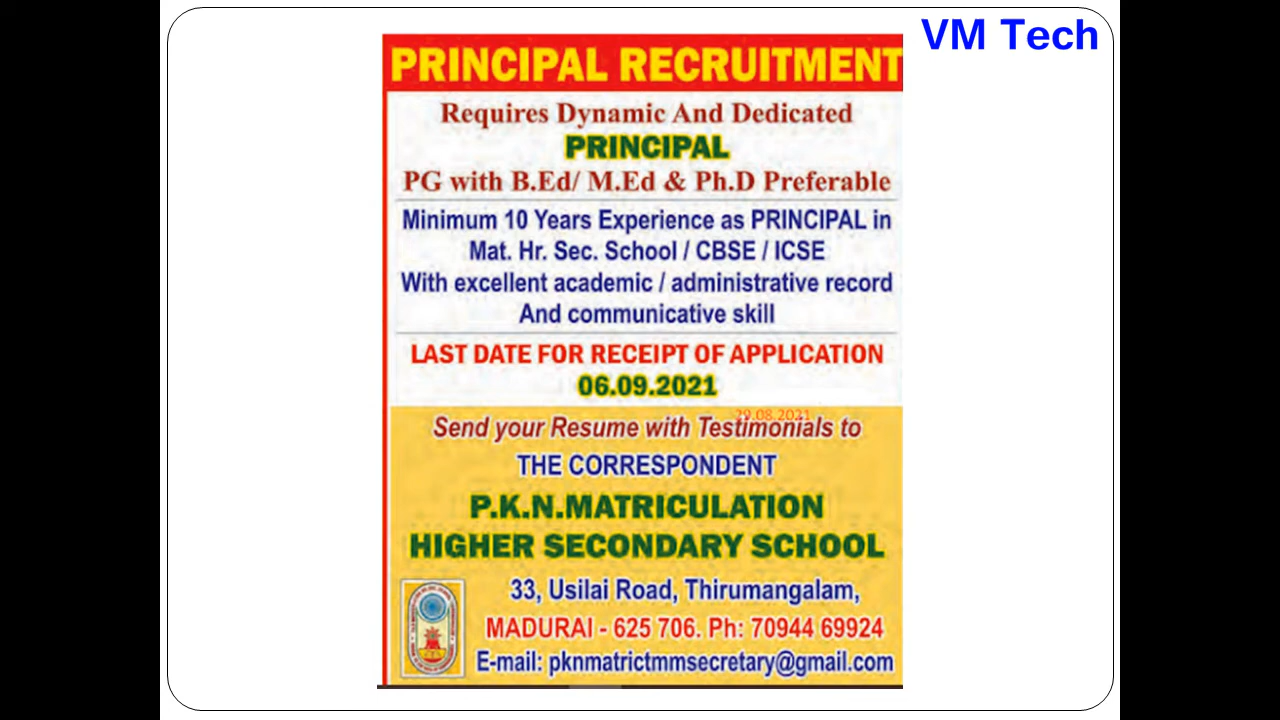 VM Tech
PRINCIPAL RECRUITMENT
Requires Dynamic And Dedicated
PRINCIPAL
PG with B.Ed/ M.Ed & Ph.D Preferable
Minimum 10 Years Experience as PRINCIPAL in
Mat. Hr. Sec. School / CBSE / ICSE
With excellent academic / administrative record
And communicative skill
LAST DATE FOR RECEIPT OF APPLICATION
06.09.2021
29.08.2021
Send your Resume with Testimonials to
THE CORRESPONDENT
P.K.N.MATRICULATION
HIGHER SECONDARY SCHOOL
33, Usilai Road, Thirumangalam,
MADURAI - 625 706. Ph: 70944 69924
E-mail: pknmatrictmmsecretary@gmail.com